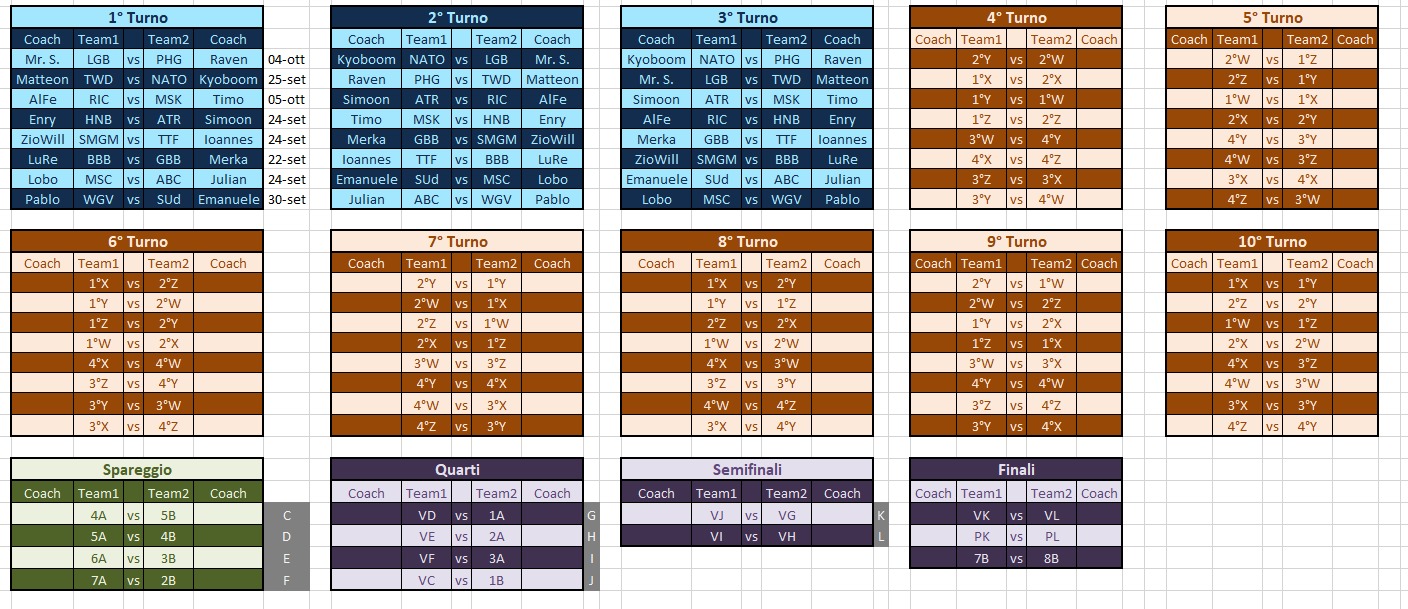 1° Turno
Coach Team1 Team2 Coach
Mr. S. LGB vs PHG Raven 04-ott
Matteon TWD vs NATO Kyoboom 25-set
AlFe RIC vs MSK Timo 05-ott
Enry HNB vs ATR Simoon 24-set
ZioWill SMGM vs TTF Ioannes 24-set
LuRe BBB vs GBB Merka 22-set
Lobo MSC vs ABC Julian 24-set
Pablo WGV vs SUd Emanuele 30-set
2° Turno
Coach Team1 Team2 Coach
Kyoboom NATO vs LGB Mr. S.
Raven PHG vs TWD Matteon
Simoon ATR vs RIC AlFe
Timo MSK vs HNB Enry
Merka GBB vs SMGM ZioWill
Ioannes TTF vs BBB LuRe
Emanuele SUd vs MSC Lobo
Julian ABC vs WGV Pablo
3° Turno
Coach Team1 Team2 Coach
Kyoboom NATO vs PHG Raven
Mr. S. LGB vs TWD Matteon
Simoon ATR vs MSK Timo
AlFe RIC vs HNB Enry
Merka GBB vs TTF Ioannes
ZioWill SMGM vs BBB LuRe
Emanuele SUd vs ABC Julian
Lobo MSC vs WGV Pablo
4° Turno
Coach Team1 Team2 Coach
2°Y vs 2°W
1°X vs 2°X
1°Y vs 1°W
1°Z vs 2°Z
3°W vs 4°Y
4°X vs 4°Z
3°Z vs 3°X
3°Y vs 4°W
5° Turno
Coach Team1 Team2 Coach
2°W vs 1°Z
2°Z vs 1°Y
1°W vs 1°X
2°X vs 2°Y
4°Y vs 3°Y
4°W vs 3°Z
3°X vs 4°X
4°Z vs 3°W
6° Turno
Coach Team1 Team2 Coach
1°X vs 2°Z
1°Y vs 2°W
1°Z vs 2°Y
1°W vs 2°X
4°X vs 4°W
3°Z vs 4°Y
3°Y vs 3°W
3°X vs 4°Z
7° Turno
Coach Team1 Team2 Coach
2°Y vs 1°Y
2°W vs 1°X
2°Z vs 1°W
2°X vs 1°Z
3°W vs 3°Z
4°Y vs 4°X
4°W vs 3°X
4°Z vs 3°Y
8° Turno
Coach Team1 Team2 Coach
1°X vs 2°Y
1°Y vs 1°Z
2°Z vs 2°X
1°W vs 2°W
4°X vs 3°W
3°Z vs 3°Y
4°W vs 4°Z
3°X vs 4°Y
9° Turno
Coach Team1 Team2 Coach
2°Y vs 1°W
2°W vs 2°Z
1°Y vs 2°X
1°Z vs 1°X
3°W vs 3°X
4°Y vs 4°W
3°Z vs 4°Z
3°Y vs 4°X
10° Turno
Coach Team1 Team2 Coach
1°X vs 1°Y
2°Z vs 2°Y
1°W vs 1°Z
2°X vs 2°W
4°X vs 3°Z
4°W vs 3°W
3°X vs 3°Y
4°Z vs 4°Y
Spareggio
Coach Team1 Team2 Coach
4A vs 5B C
5A vs 4B D
6A vs 3B E
7A vs 2B F
Quarti
Coach Team1 Team2 Coach
VD vs 1A G
VE vs 2A H
VF vs 3A I
VC vs 1B J
Semifinali
Coach Team1 Team2 Coach
VJ vs VG K
VI vs VH L
Finali
Coach Team1 Team2 Coach
VK vs VL
PK vs PL
7B vs 8B